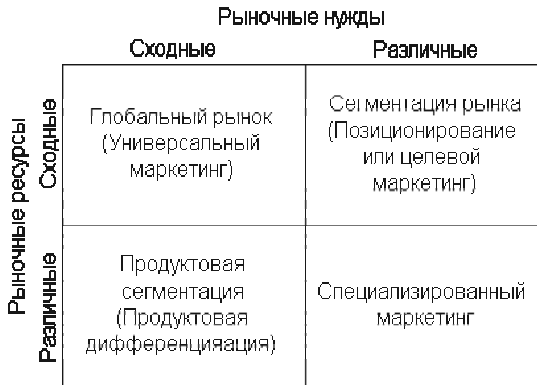 Рыночные нужды
Сходные
Различные
Рыночные ресурсы
Сходные
Глобальный рынок
(Универсальный
маркетинг)
Сегментация рынка
(Позиционирование
или целевой
маркетинг)
Различные
Продуктовая
сегментация
(Продуктовая
дифференцияация)
Специализированный
маркетинг